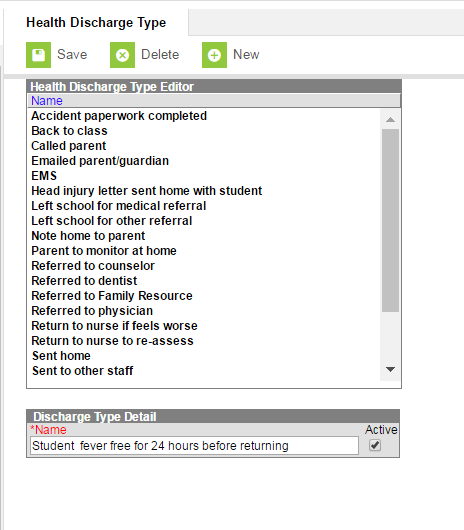 Health Discharge Type
Save Delete New
Health Discharge Type Editor
Name
Accident paperwork completed
Back to class
Called parent
Emailed parent/guardian
EMS
Head injury letter sent home with student
Left school for medical referral
Left school for other referral
Note home to parent
Parent to monitor at home
Referred to counselor
Referred to dentist
Referred to Family Resource
Referred to physician
Return to nurse if feels worse
Return to nurse to re-assess
Sent home
Sent to other staff
Discharge Type Detail
*Name Active
Student  fever free for 24 hours before returning